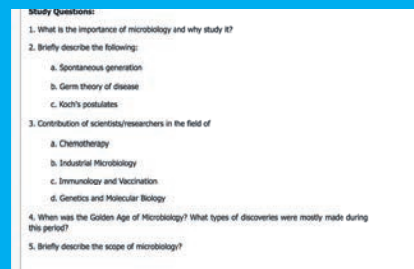 Study Questions:
1. What is the importance of microbiology and why study it?
2. Briefly describe the following:
a. Spontaneous generation
b. Germ theory of disease
c. Koch's postulates
3. Contribution of scientists/researchers in the field of
a. Chemotherapy
b. Industrial Microbiology
c. Immunology and Vaccination
d. Genetics and Molecular Biology
4. When was the Golden Age of Microbiology? What types of discoveries were mostly made during
this period?
5. Briefly describe the scope of microbiology?